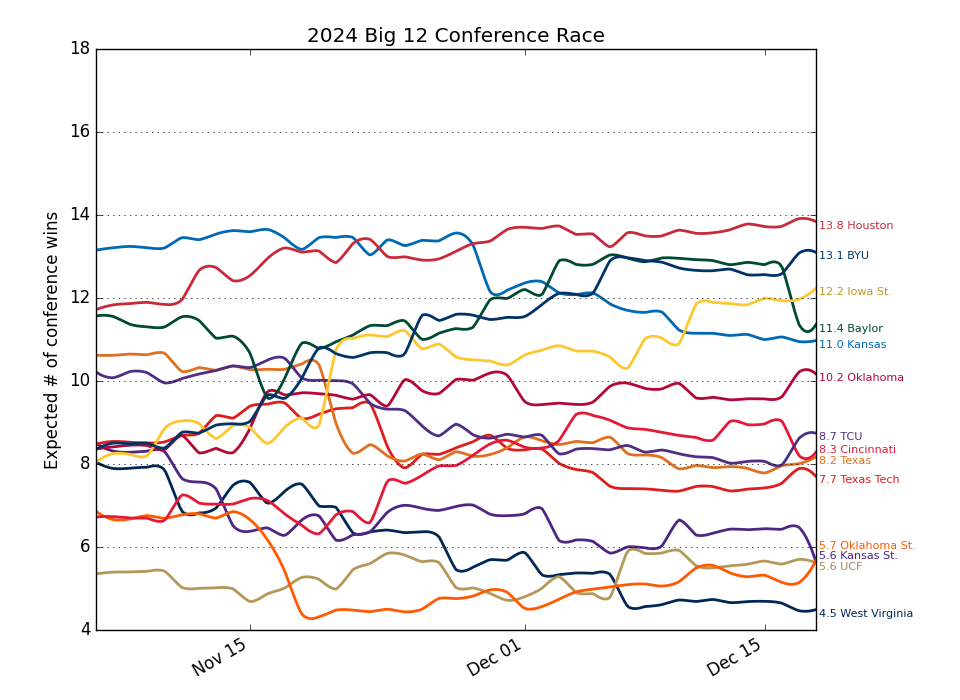 2024 Big 12 Conference Race
Expected # of conference wins
18
16
14
12
10
8
6
4
Nov 15
Dec 01
Dec 15
13.8 Houston
13.1 BYU
12.2 Iowa St.
11.4 Baylor
11.0 Kansas
10.2 Oklahoma
8.7 TCU
8.3 Cincinnati
8.2 Texas
7.7 Texas Tech
5.7 Oklahoma St.
5.6 Kansas St.
5.6 UCF
4.5 West Virginia